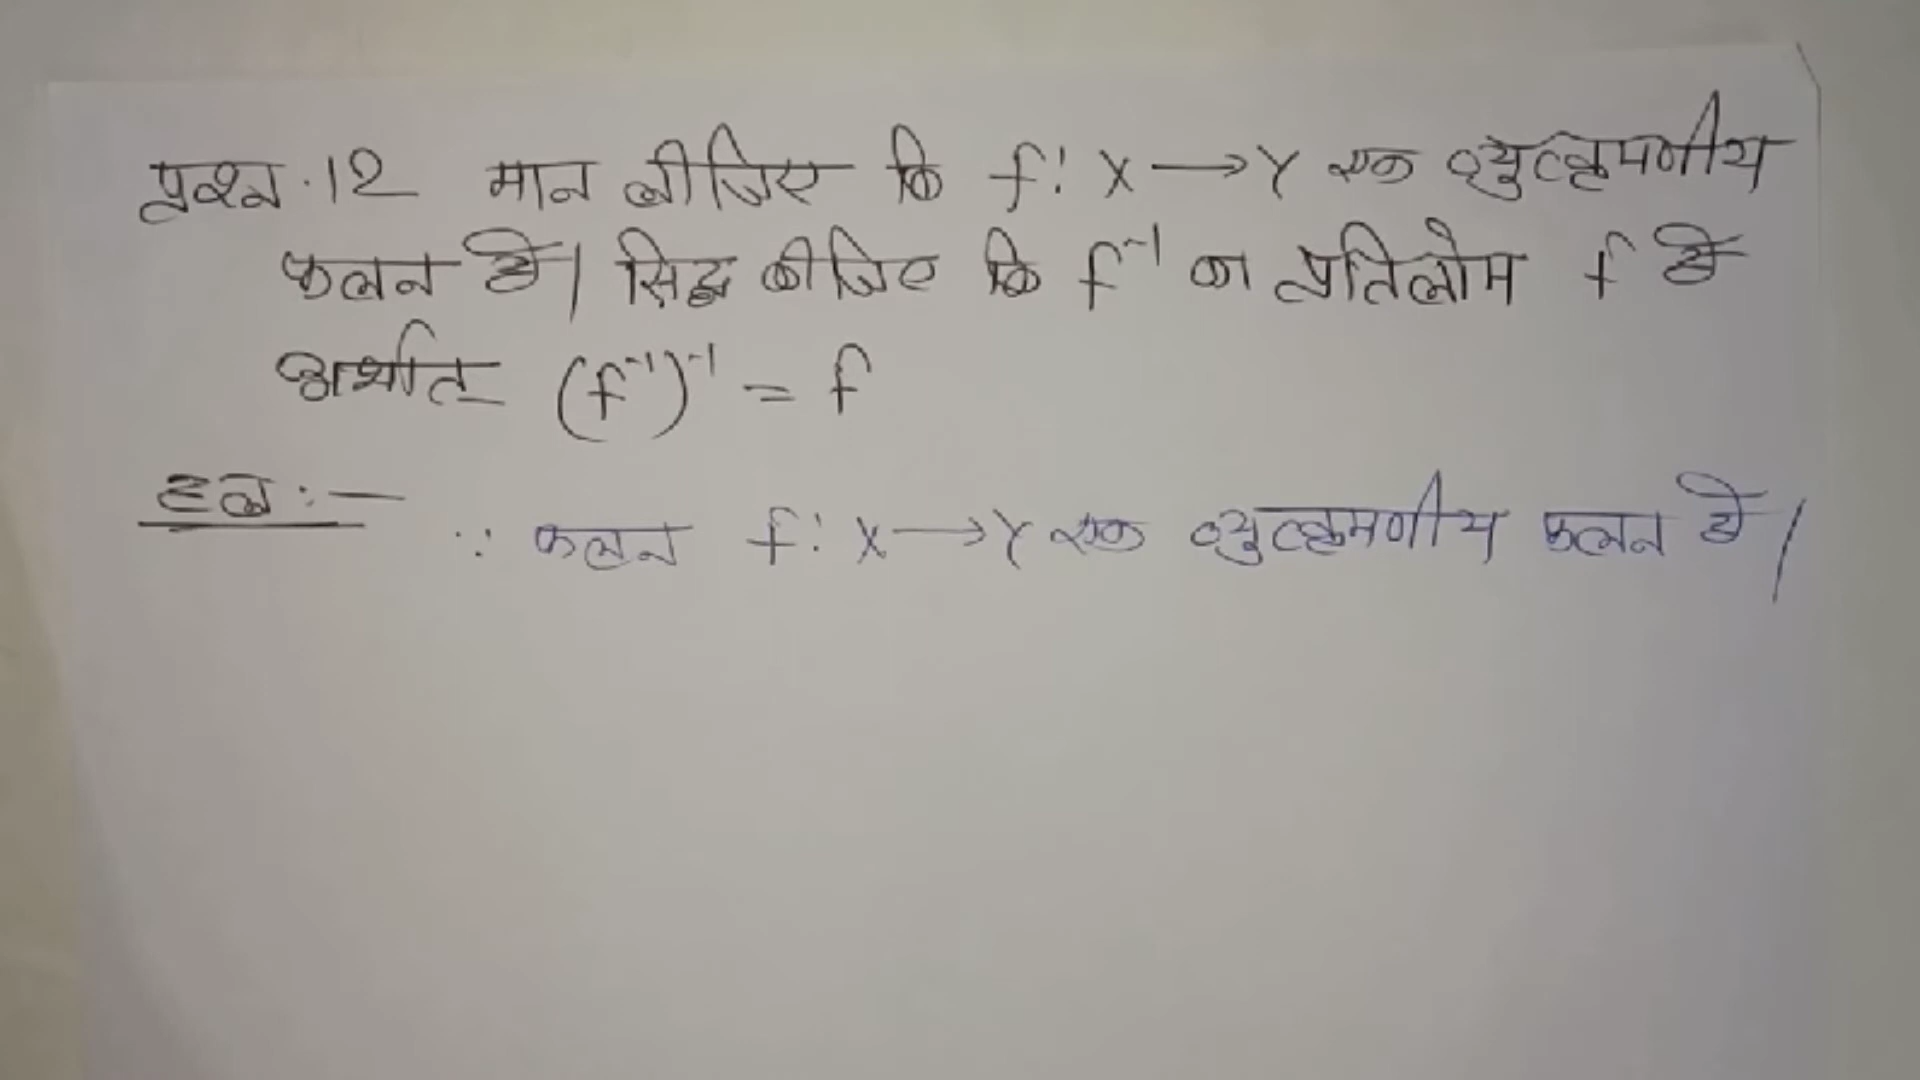 प्रश्न.12 मान लीजिए कि f: X → Y एक व्युत्क्रमणीय
फलन है। सिद्ध कीजिए कि f⁻¹ का प्रतिलोम f है
अर्थात (f⁻¹)⁻¹ = f
हल :—
∵ फलन f: X → Y एक व्युत्क्रमणीय फलन है।